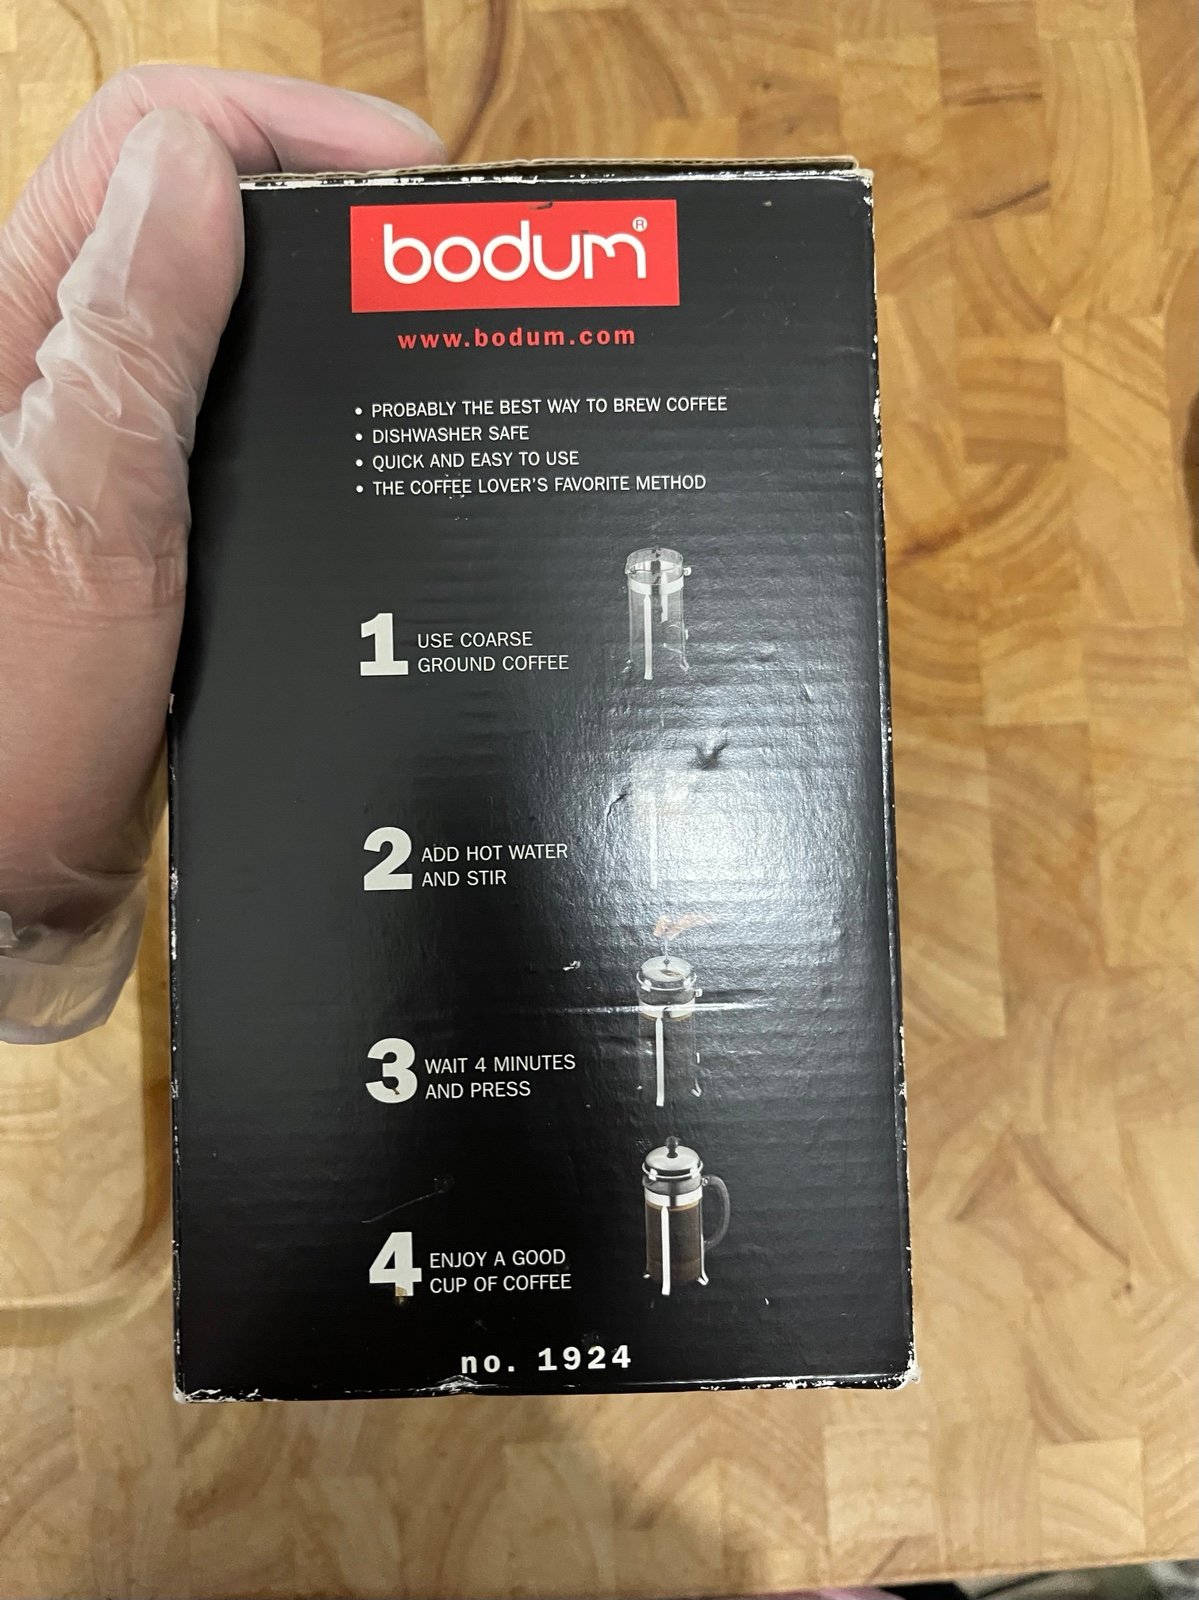 bodum®
www.bodum.com
• PROBABLY THE BEST WAY TO BREW COFFEE
• DISHWASHER SAFE
• QUICK AND EASY TO USE
• THE COFFEE LOVER'S FAVORITE METHOD
1 USE COARSE
GROUND COFFEE
2 ADD HOT WATER
AND STIR
3 WAIT 4 MINUTES
AND PRESS
4 ENJOY A GOOD
CUP OF COFFEE
no. 1924